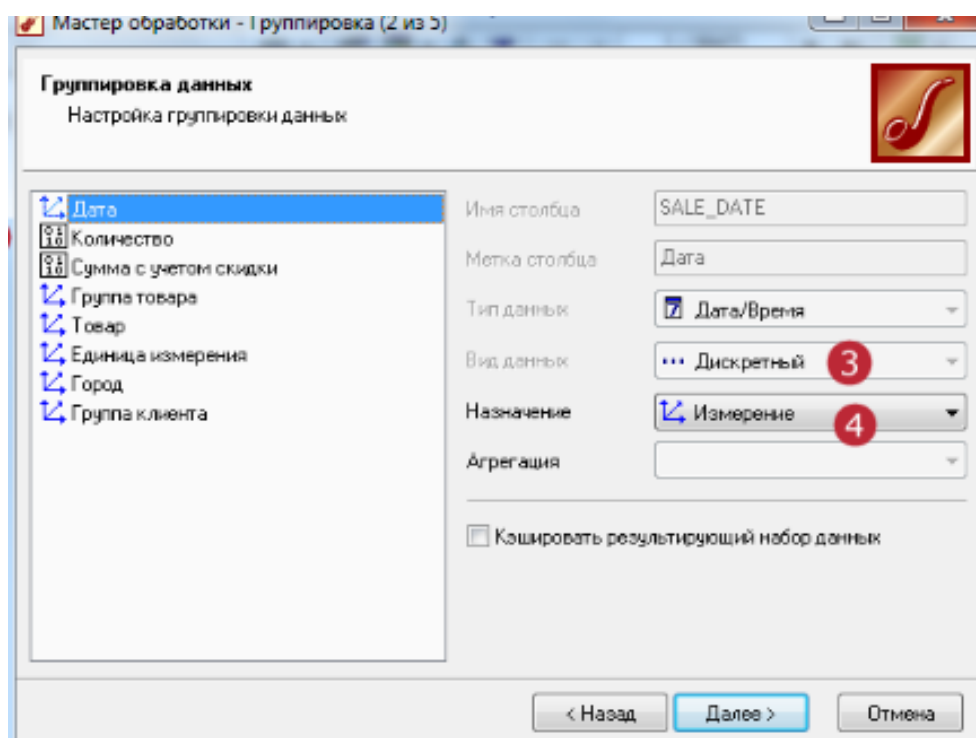 Мастер обработки - Группировка (2 из 5)
Группировка данных
Настройка группировки данных
Дата
Количество
Сумма с учетом скидки
Группа товара
Товар
Единица измерения
Город
Группа клиента
Имя столбца
SALE_DATE
Метка столбца
Дата
Тип данных
Дата/Время
Вид данных
Дискретный 3
Назначение
Измерение 4
Агрегация
Кэшировать результирующий набор данных
< Назад
Далее >
Отмена